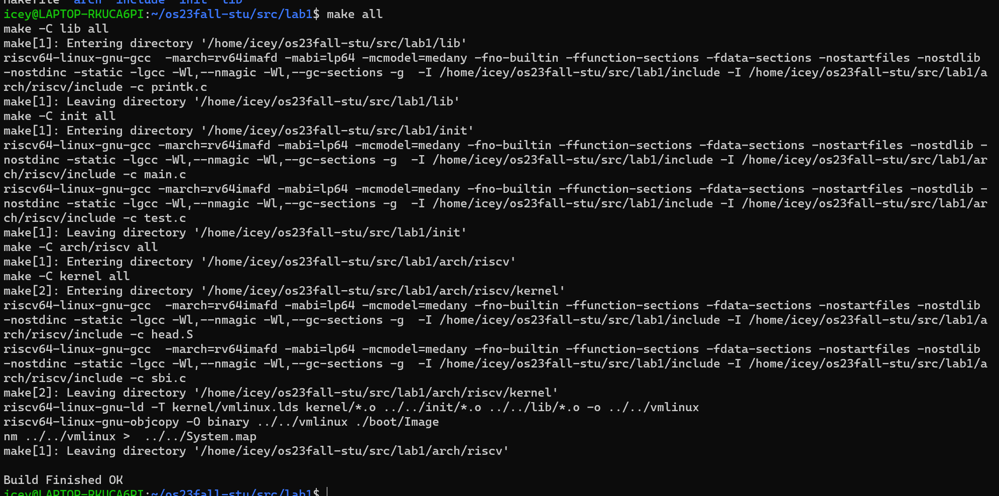 Makefile  arch  include  init  lib
icey@LAPTOP-RKUCA6PI:~/os23fall-stu/src/lab1$ make all
make -C lib all
make[1]: Entering directory '/home/icey/os23fall-stu/src/lab1/lib'
riscv64-linux-gnu-gcc  -march=rv64imafd -mabi=lp64 -mcmodel=medany -fno-builtin -ffunction-sections -fdata-sections -nostartfiles -nostdlib
-nostdinc -static -lgcc -Wl,--nmagic -Wl,--gc-sections -g  -I /home/icey/os23fall-stu/src/lab1/include -I /home/icey/os23fall-stu/src/lab1/a
rch/riscv/include -c printk.c
make[1]: Leaving directory '/home/icey/os23fall-stu/src/lab1/lib'
make -C init all
make[1]: Entering directory '/home/icey/os23fall-stu/src/lab1/init'
riscv64-linux-gnu-gcc -march=rv64imafd -mabi=lp64 -mcmodel=medany -fno-builtin -ffunction-sections -fdata-sections -nostartfiles -nostdlib -
nostdinc -static -lgcc -Wl,--nmagic -Wl,--gc-sections -g  -I /home/icey/os23fall-stu/src/lab1/include -I /home/icey/os23fall-stu/src/lab1/ar
ch/riscv/include -c main.c
riscv64-linux-gnu-gcc -march=rv64imafd -mabi=lp64 -mcmodel=medany -fno-builtin -ffunction-sections -fdata-sections -nostartfiles -nostdlib -
nostdinc -static -lgcc -Wl,--nmagic -Wl,--gc-sections -g  -I /home/icey/os23fall-stu/src/lab1/include -I /home/icey/os23fall-stu/src/lab1/ar
ch/riscv/include -c test.c
make[1]: Leaving directory '/home/icey/os23fall-stu/src/lab1/init'
make -C arch/riscv all
make[1]: Entering directory '/home/icey/os23fall-stu/src/lab1/arch/riscv'
make -C kernel all
make[2]: Entering directory '/home/icey/os23fall-stu/src/lab1/arch/riscv/kernel'
riscv64-linux-gnu-gcc  -march=rv64imafd -mabi=lp64 -mcmodel=medany -fno-builtin -ffunction-sections -fdata-sections -nostartfiles -nostdlib
-nostdinc -static -lgcc -Wl,--nmagic -Wl,--gc-sections -g  -I /home/icey/os23fall-stu/src/lab1/include -I /home/icey/os23fall-stu/src/lab1/a
rch/riscv/include -c head.S
riscv64-linux-gnu-gcc  -march=rv64imafd -mabi=lp64 -mcmodel=medany -fno-builtin -ffunction-sections -fdata-sections -nostartfiles -nostdlib
-nostdinc -static -lgcc -Wl,--nmagic -Wl,--gc-sections -g  -I /home/icey/os23fall-stu/src/lab1/include -I /home/icey/os23fall-stu/src/lab1/a
rch/riscv/include -c sbi.c
make[2]: Leaving directory '/home/icey/os23fall-stu/src/lab1/arch/riscv/kernel'
riscv64-linux-gnu-ld -T kernel/vmlinux.lds kernel/*.o ../../init/*.o ../../lib/*.o -o ../../vmlinux
riscv64-linux-gnu-objcopy -O binary ../../vmlinux ./boot/Image
nm ../../vmlinux >  ../../System.map
make[1]: Leaving directory '/home/icey/os23fall-stu/src/lab1/arch/riscv'
Build Finished OK
icey@LAPTOP-RKUCA6PI:~/os23fall-stu/src/lab1$